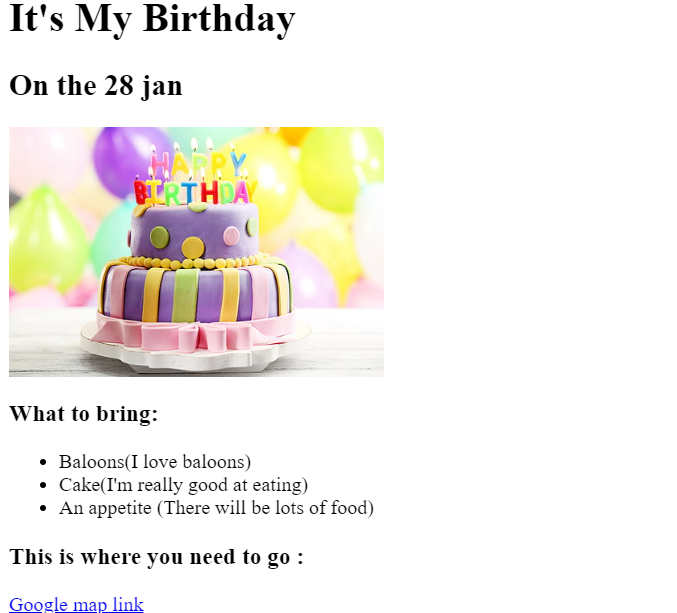 It's My Birthday
On the 28 jan
HAPPY
BIRTHDAY
What to bring:
Baloons(I love baloons)
Cake(I'm really good at eating)
An appetite (There will be lots of food)
This is where you need to go :
Google map link